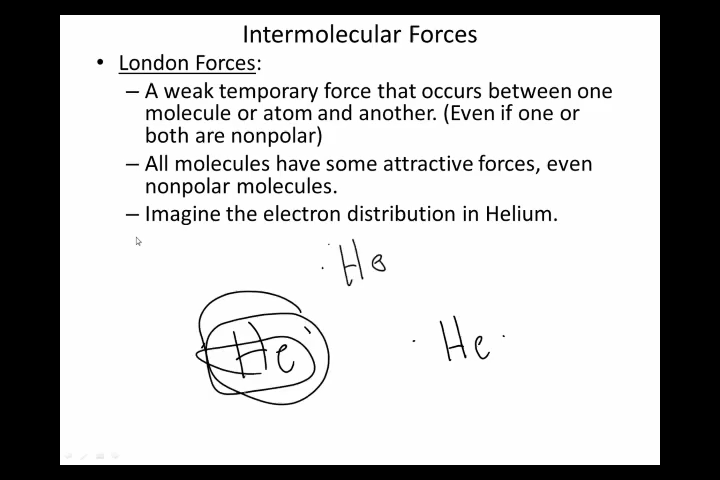 Intermolecular Forces
• London Forces:
– A weak temporary force that occurs between one
molecule or atom and another. (Even if one or
both are nonpolar)
– All molecules have some attractive forces, even
nonpolar molecules.
– Imagine the electron distribution in Helium.
He
He
He